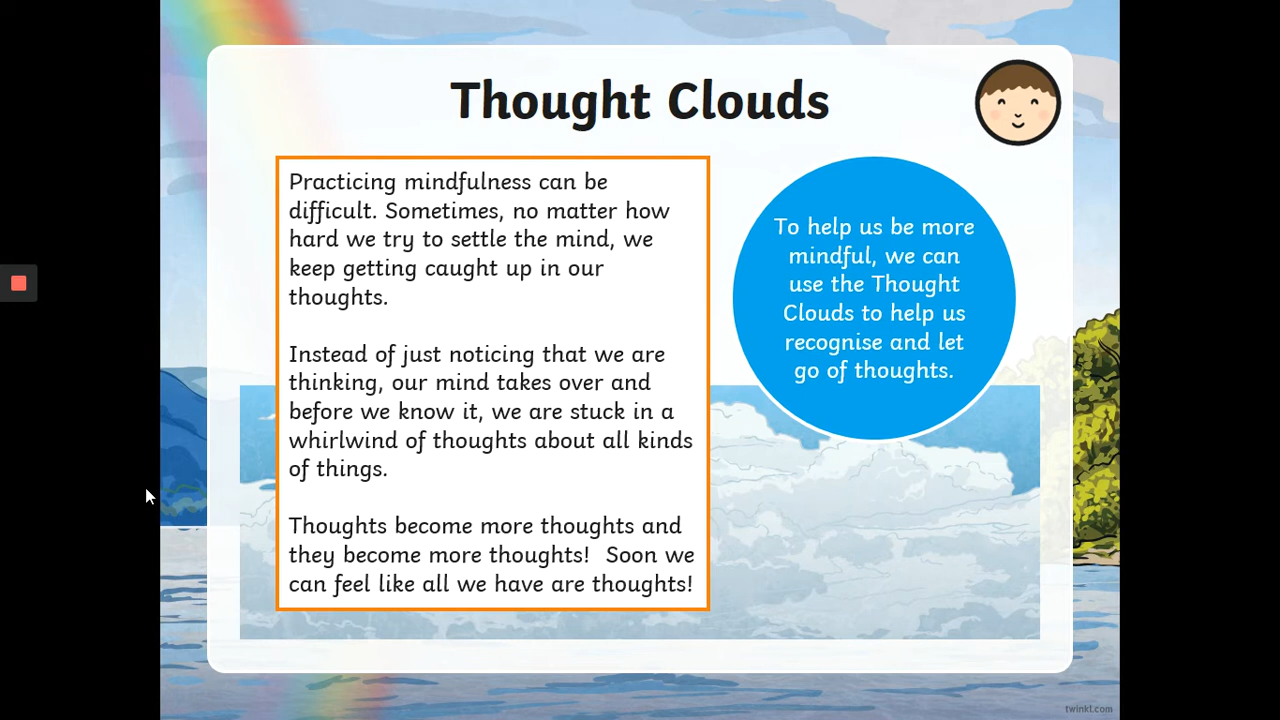 Thought Clouds
Practicing mindfulness can be
difficult. Sometimes, no matter how
hard we try to settle the mind, we
keep getting caught up in our
thoughts.
Instead of just noticing that we are
thinking, our mind takes over and
before we know it, we are stuck in a
whirlwind of thoughts about all kinds
of things.
Thoughts become more thoughts and
they become more thoughts!  Soon we
can feel like all we have are thoughts!
To help us be more
mindful, we can
use the Thought
Clouds to help us
recognise and let
go of thoughts.
twinkl.com